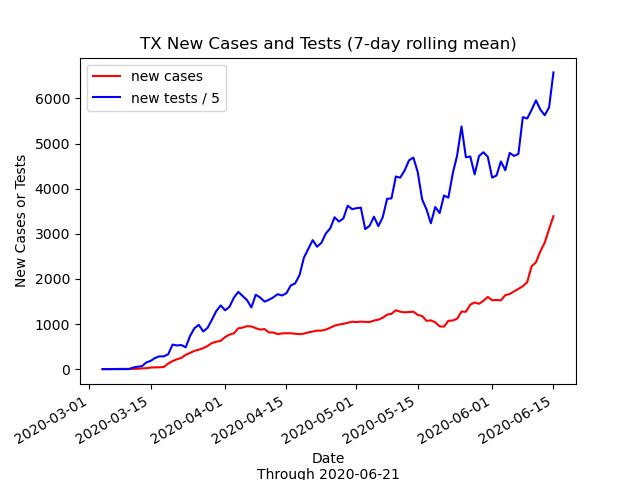 TX New Cases and Tests (7-day rolling mean)
new cases
new tests / 5
New Cases or Tests
6000
5000
4000
3000
2000
1000
0
2020-03-01
2020-03-15
2020-04-01
2020-04-15
2020-05-01
2020-05-15
2020-06-01
2020-06-15
Date
Through 2020-06-21